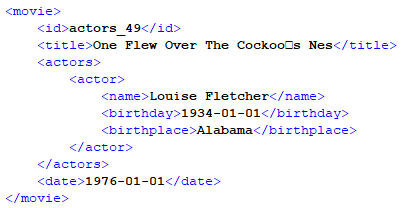 <movie>
<id>actors_49</id>
<title>One Flew Over The Cockoo□s Nes</title>
<actors>
<actor>
<name>Louise Fletcher</name>
<birthday>1934-01-01</birthday>
<birthplace>Alabama</birthplace>
</actor>
</actors>
<date>1976-01-01</date>
</movie>